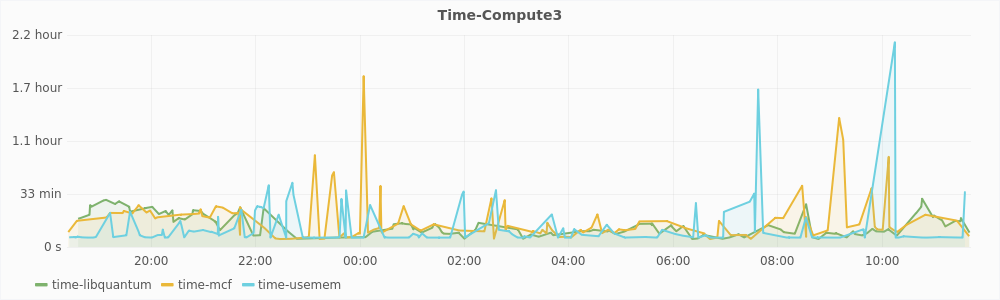 Time-Compute3
2.2 hour
1.7 hour
1.1 hour
33 min
0 s
20:00 22:00 00:00 02:00 04:00 06:00 08:00 10:00
time-libquantum time-mcf time-usemem